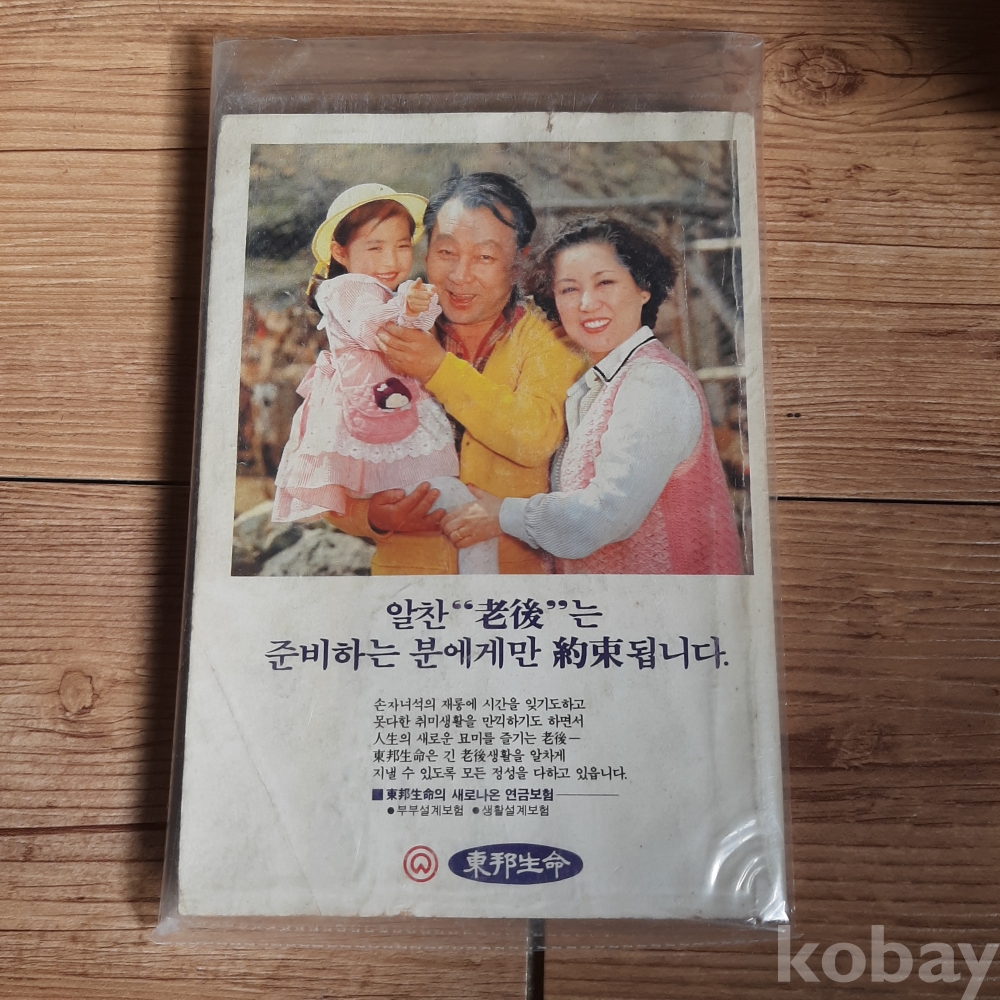 알찬 “老後”는
준비하는 분에게만 約束됩니다.
손자녀석의 재롱에 시간을 잊기도하고
못다한 취미생활을 만끽하기도 하면서
人生의 새로운 묘미를 즐기는 老後—
東邦生命은 긴 老後생활을 알차게
지낼 수 있도록 모든 정성을 다하고 있읍니다.
■東邦生命의 새로나온 연금보험
●부부설계보험 ●생활설계보험
東邦生命
kobay